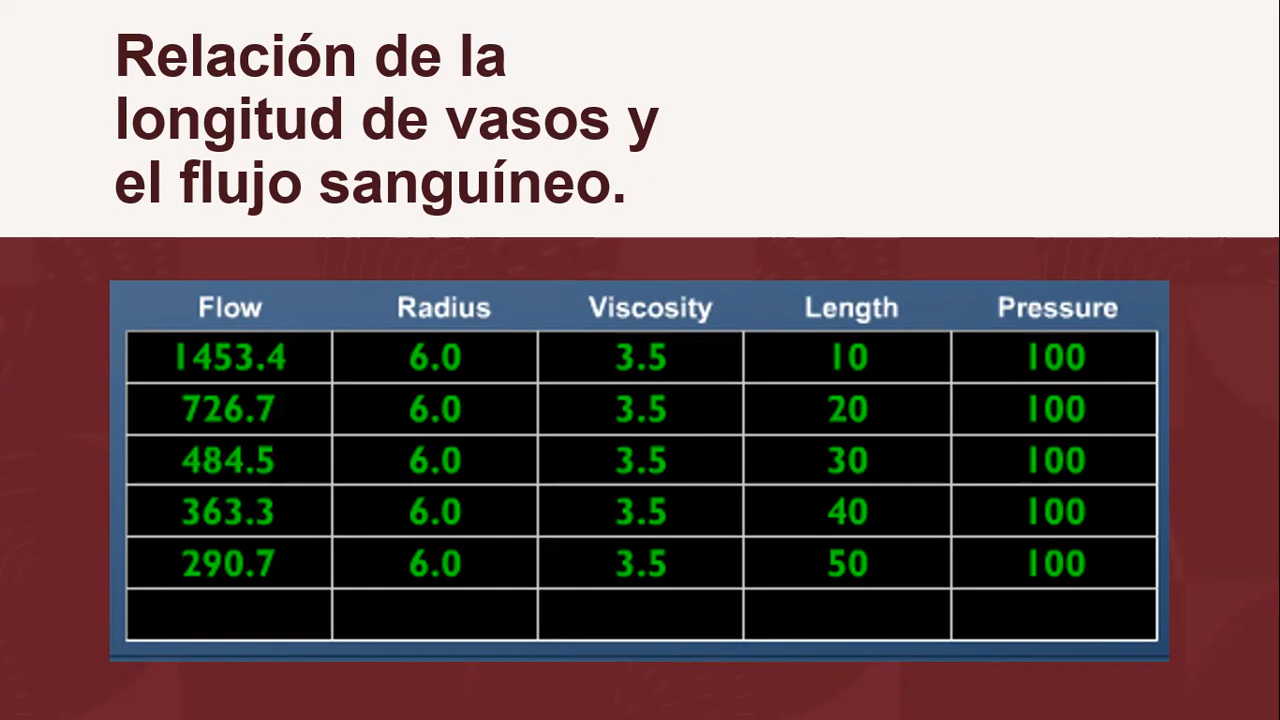 Relación de la
longitud de vasos y
el flujo sanguíneo.
Flow Radius Viscosity Length Pressure
1453.4 6.0 3.5 10 100
726.7 6.0 3.5 20 100
484.5 6.0 3.5 30 100
363.3 6.0 3.5 40 100
290.7 6.0 3.5 50 100